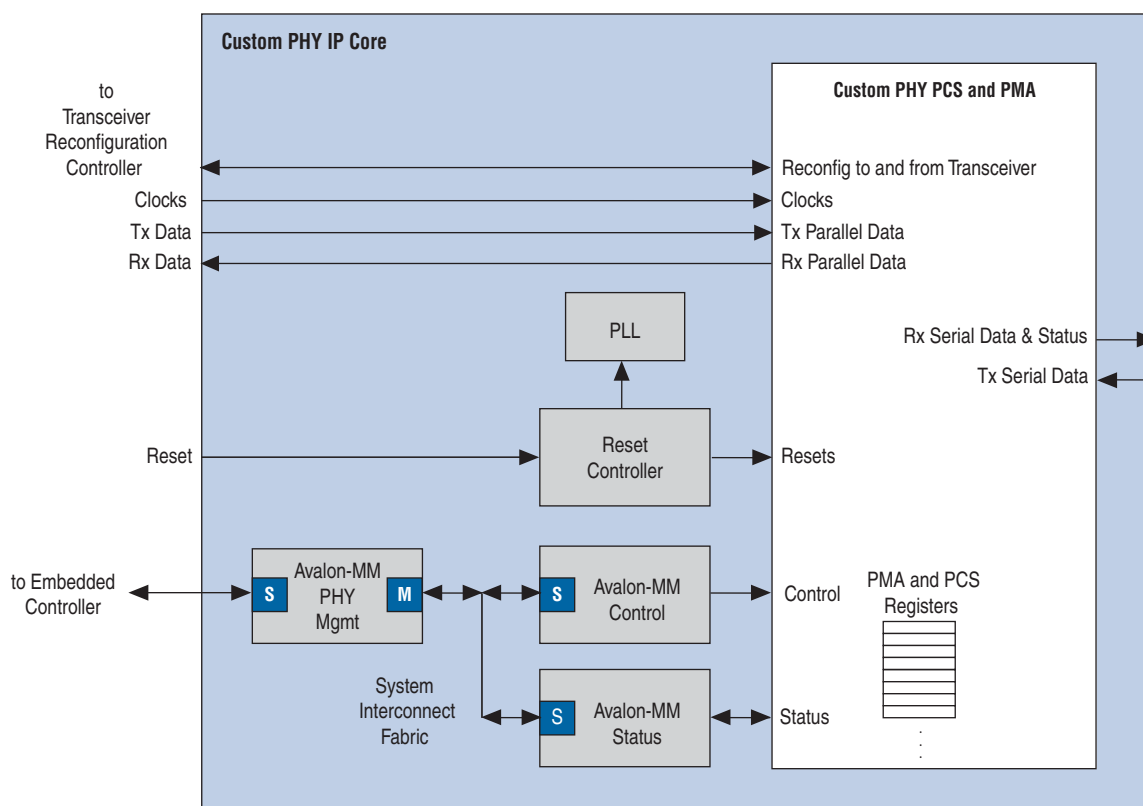 Custom PHY IP Core
Custom PHY PCS and PMA
to
Transceiver
Reconfiguration
Controller
Reconfig to and from Transceiver
Clocks
Clocks
Tx Data
Tx Parallel Data
Rx Data
Rx Parallel Data
PLL
Rx Serial Data & Status
Tx Serial Data
Reset
Reset
Controller
Resets
to Embedded
Controller
S
Avalon-MM
PHY
Mgmt
M
S
Avalon-MM
Control
Control
PMA and PCS
Registers
System
Interconnect
Fabric
S
Avalon-MM
Status
Status